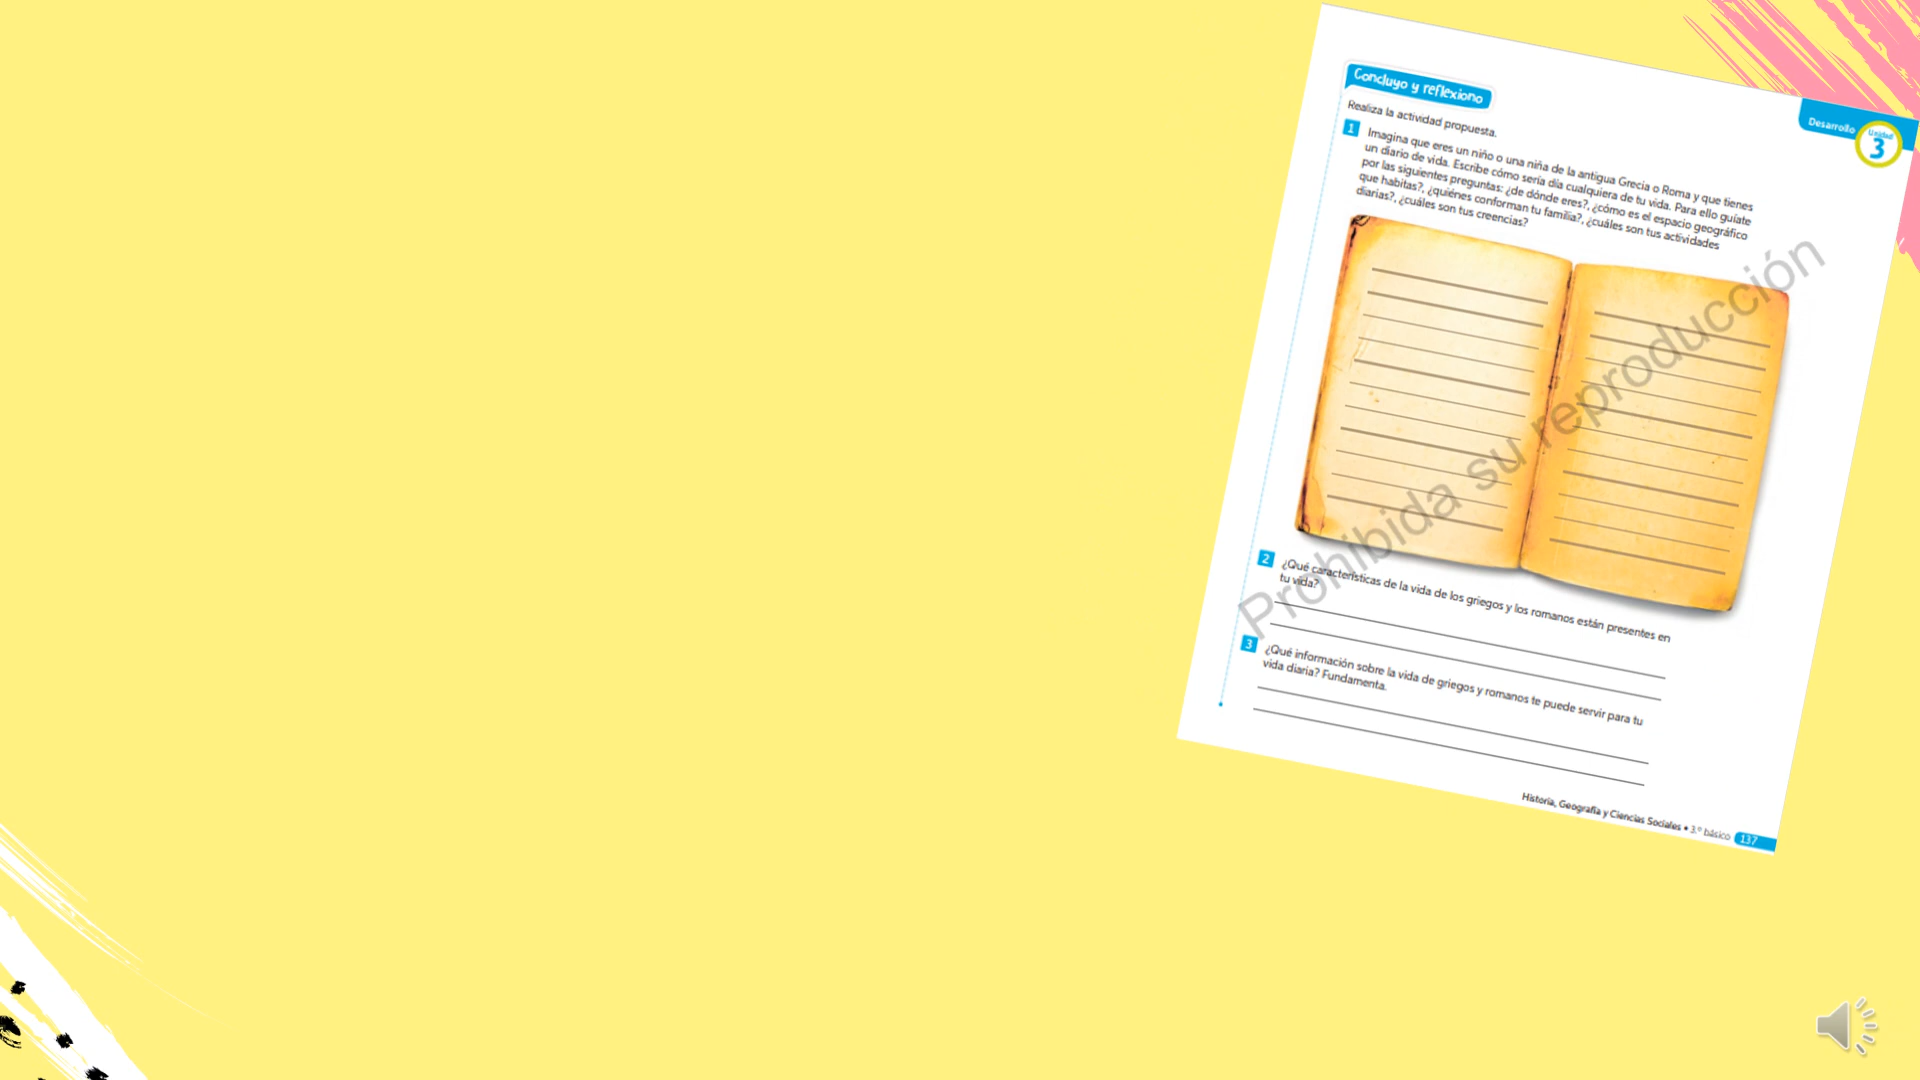 Concluyo y reflexiono
Desarrollo
Unidad
3
Realiza la actividad propuesta.
1 Imagina que eres un niño o una niña de la antigua Grecia o Roma y que tienes
un diario de vida. Escribe cómo sería día cualquiera de tu vida. Para ello guíate
por las siguientes preguntas: ¿de dónde eres?, ¿cómo es el espacio geográfico
que habitas?, ¿quiénes conforman tu familia?, ¿cuáles son tus actividades
diarias?, ¿cuáles son tus creencias?
Prohibida su reproducción
2 ¿Qué características de la vida de los griegos y los romanos están presentes en
tu vida?
3 ¿Qué información sobre la vida de griegos y romanos te puede servir para tu
vida diaria? Fundamenta.
Historia, Geografía y Ciencias Sociales • 3.º básico 137